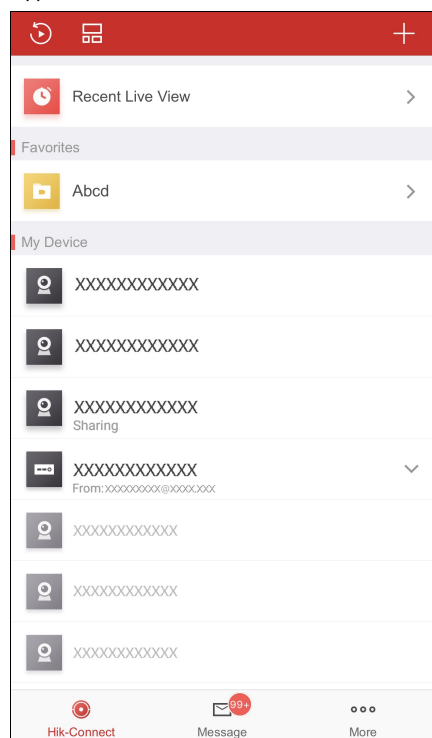 Recent Live View
Favorites
Abcd
My Device
XXXXXXXXXXXX
XXXXXXXXXXXX
XXXXXXXXXXXX
Sharing
XXXXXXXXXXXX
From:XXXXXXXXX@XXXX.XXX
XXXXXXXXXXXX
XXXXXXXXXXXX
XXXXXXXXXXXX
99+
Hik-Connect
Message
More